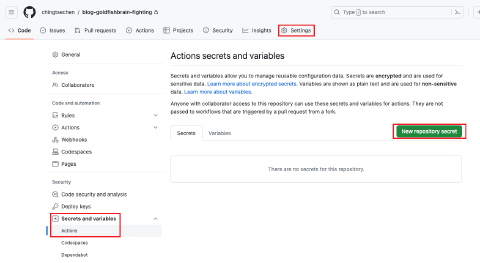 chingtsechen / blog-goldfishbrain-fighting
Type / to search
Code Issues Pull requests Actions Projects Security Insights Settings
General
Access
Collaborators
Code and automation
Rules
Actions
Webhooks
Codespaces
Pages
Security
Code security and analysis
Deploy keys
Secrets and variables
Actions
Codespaces
Dependabot
Actions secrets and variables
Secrets and variables allow you to manage reusable configuration data. Secrets are encrypted and are used for
sensitive data. Learn more about encrypted secrets. Variables are shown as plain text and are used for non-sensitive
data. Learn more about variables.
Anyone with collaborator access to this repository can use these secrets and variables for actions. They are not
passed to workflows that are triggered by a pull request from a fork.
Secrets Variables
New repository secret
There are no secrets for this repository.